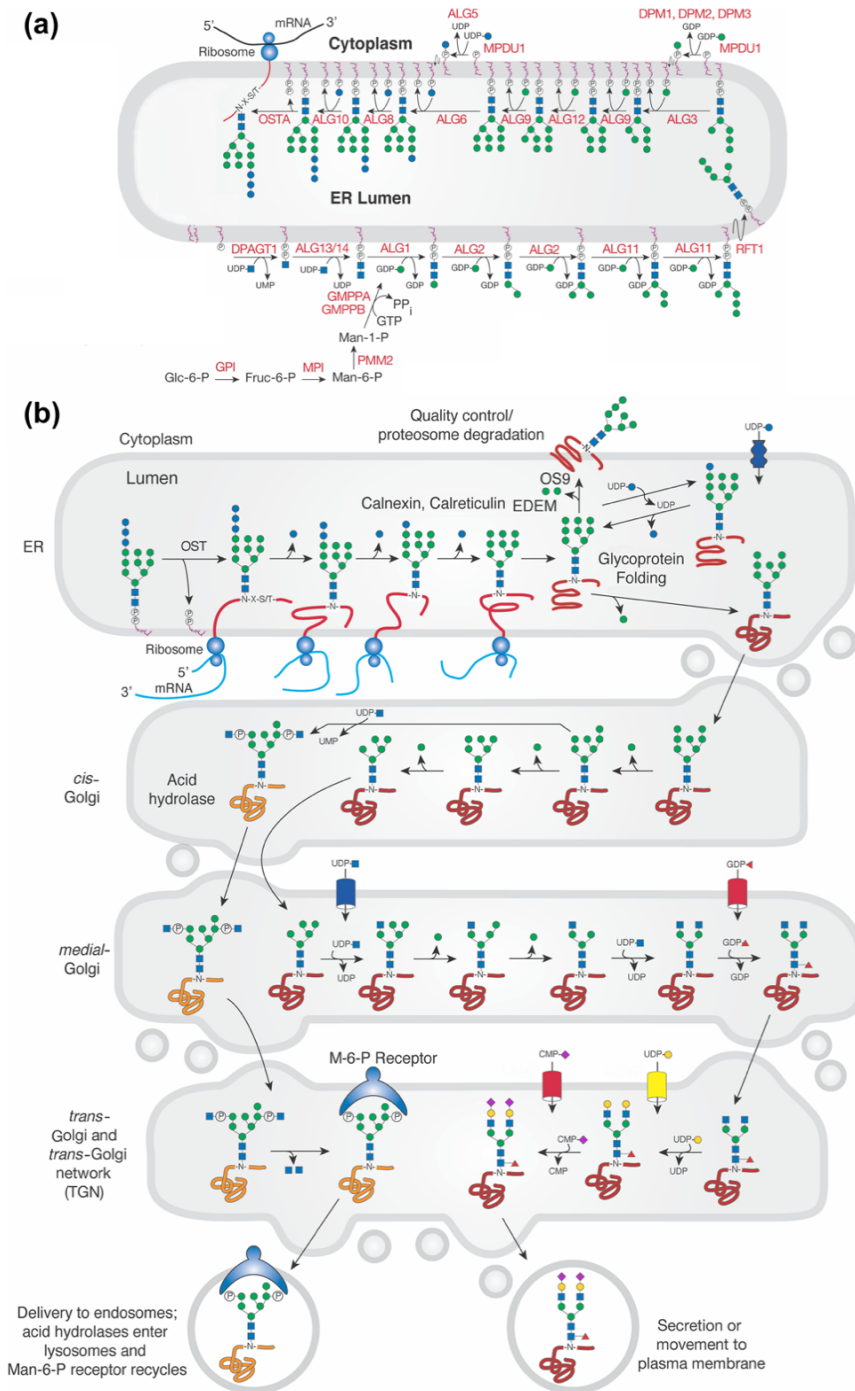 (a)
5’
mRNA
3’
Ribosome
Cytoplasm
ALG5
UDP
UDP-
MPDU1
P
P
DPM1, DPM2, DPM3
GDP
GDP-
MPDU1
P
P
N-X-S/T-
OSTA
ALG10
ALG8
ALG6
ALG9
ALG12
ALG9
ALG3
ER Lumen
RFT1
DPAGT1
ALG13/14
ALG1
ALG2
ALG2
ALG11
ALG11
UDP-
UMP
UDP-
UDP
GDP-
GDP
GDP-
GDP
GDP-
GDP
GDP-
GDP
GDP-
GDP
GMPPA
GMPPB
PPi
GTP
Man-1-P
PMM2
Glc-6-P
GPI
Fruc-6-P
MPI
Man-6-P
(b)
Cytoplasm
Quality control/
proteosome degradation
UDP-
Lumen
OS9
EDEM
UDP-
UDP
Calnexin, Calreticulin
ER
OST
Glycoprotein
Folding
N-X-S/T-
-N-
-N-
-N-
-N-
-N-
-N-
P
P
P
P
Ribosome
5’
3’
mRNA
UDP-
UMP
P
P
cis-
Golgi
Acid
hydrolase
-N-
-N-
-N-
-N-
-N-
UDP-
GDP-
P
P
medial-
Golgi
UDP-
UDP
UDP-
UDP
GDP-
GDP
-N-
-N-
-N-
-N-
-N-
-N-
-N-
M-6-P Receptor
CMP-
UDP-
trans-
Golgi and
trans-Golgi
network
(TGN)
P
P
P
P
CMP-
CMP
UDP-
UDP
-N-
-N-
-N-
-N-
-N-
P
P
Delivery to endosomes;
acid hydrolases enter
lysosomes and
Man-6-P receptor recycles
-N-
-N-
Secretion or
movement to
plasma membrane